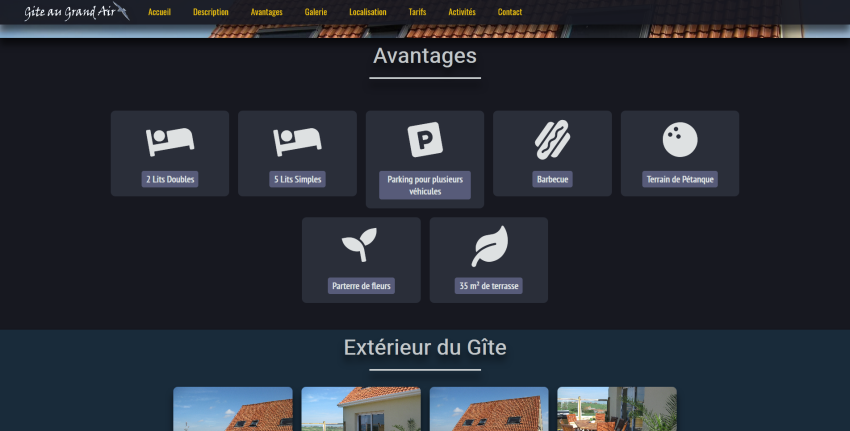 Gîte au Grand Air
Accueil Description Avantages Galerie Localisation Tarifs Activités Contact
Avantages
2 Lits Doubles
5 Lits Simples
P
Parking pour plusieurs
véhicules
Barbecue
Terrain de Pétanque
Parterre de fleurs
35 m² de terrasse
Extérieur du Gîte